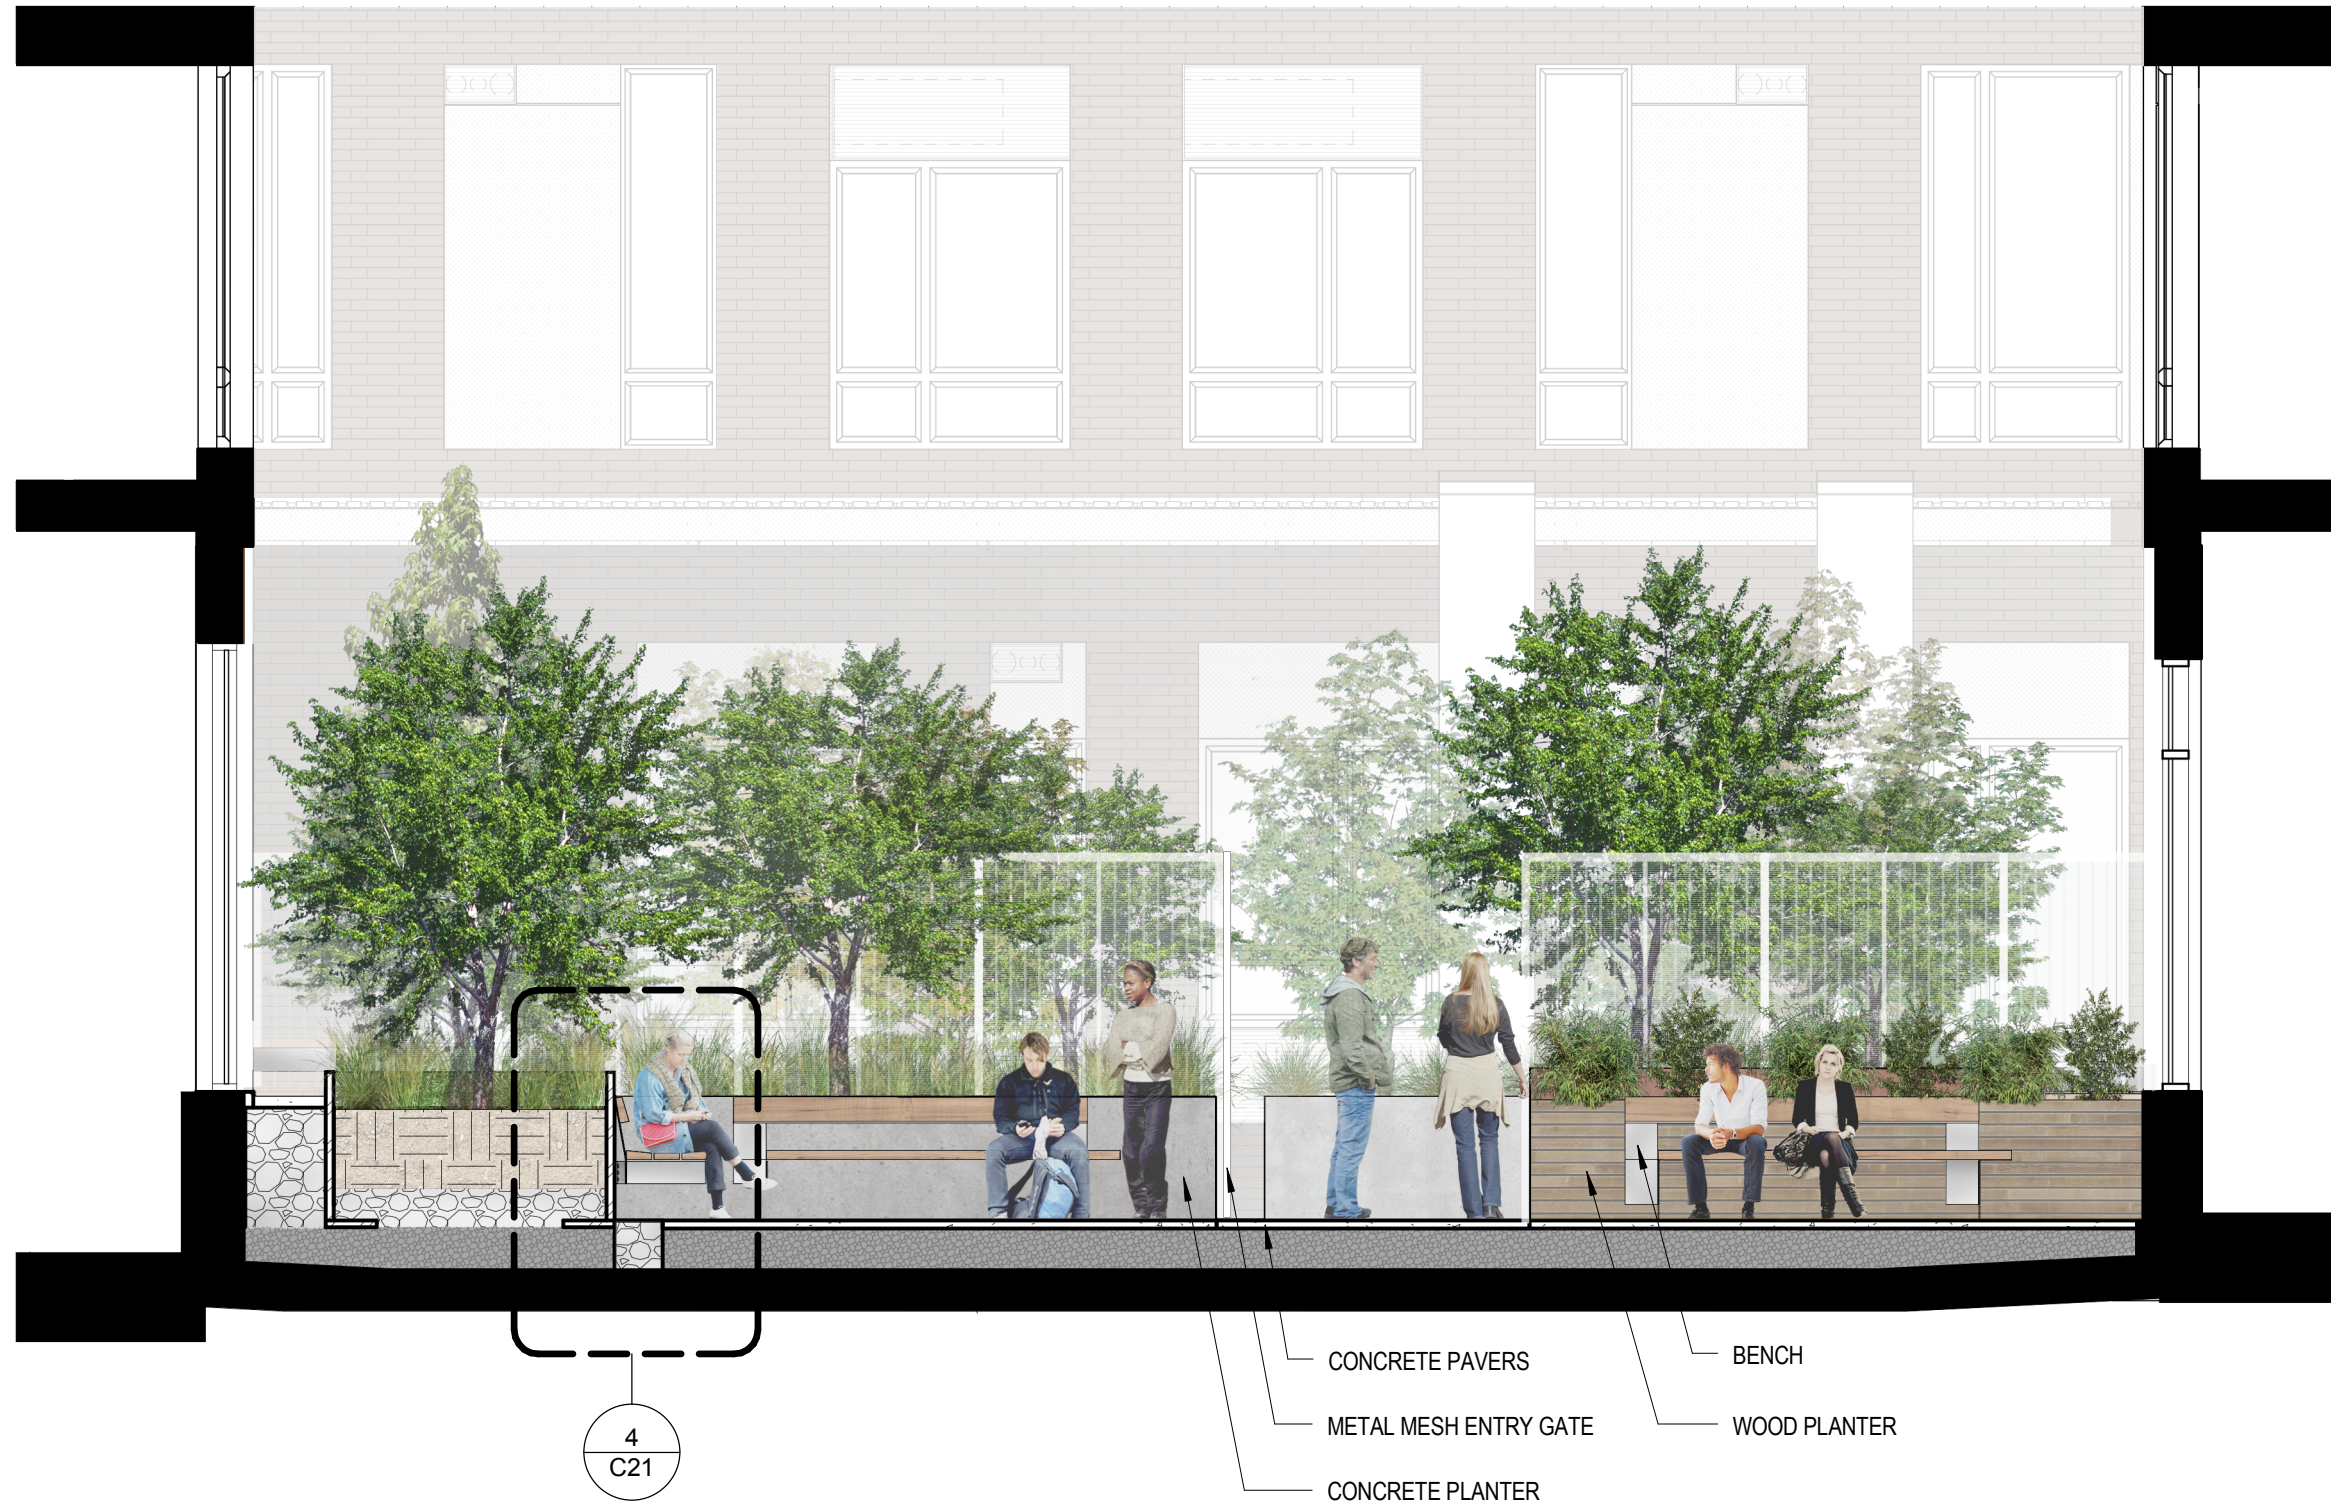 CONCRETE PAVERS
BENCH
METAL MESH ENTRY GATE
WOOD PLANTER
4
C21
CONCRETE PLANTER